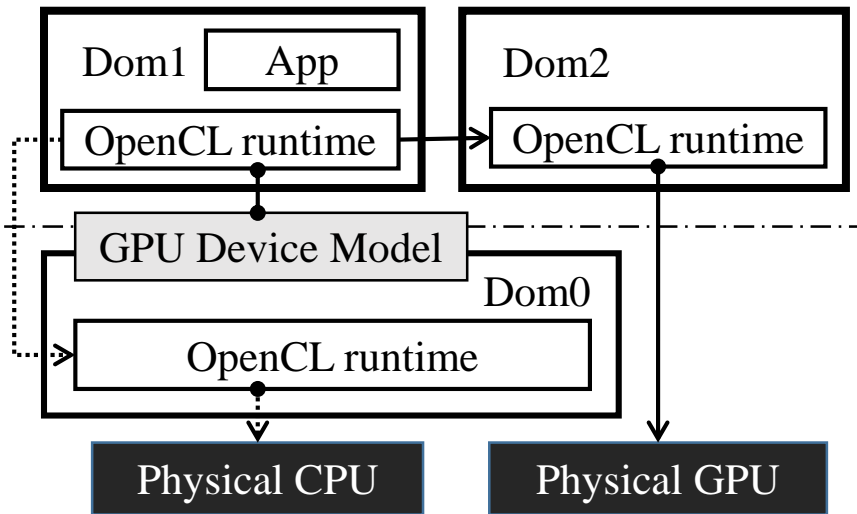 Dom1
App
OpenCL runtime
Dom2
OpenCL runtime
GPU Device Model
Dom0
OpenCL runtime
Physical CPU
Physical GPU